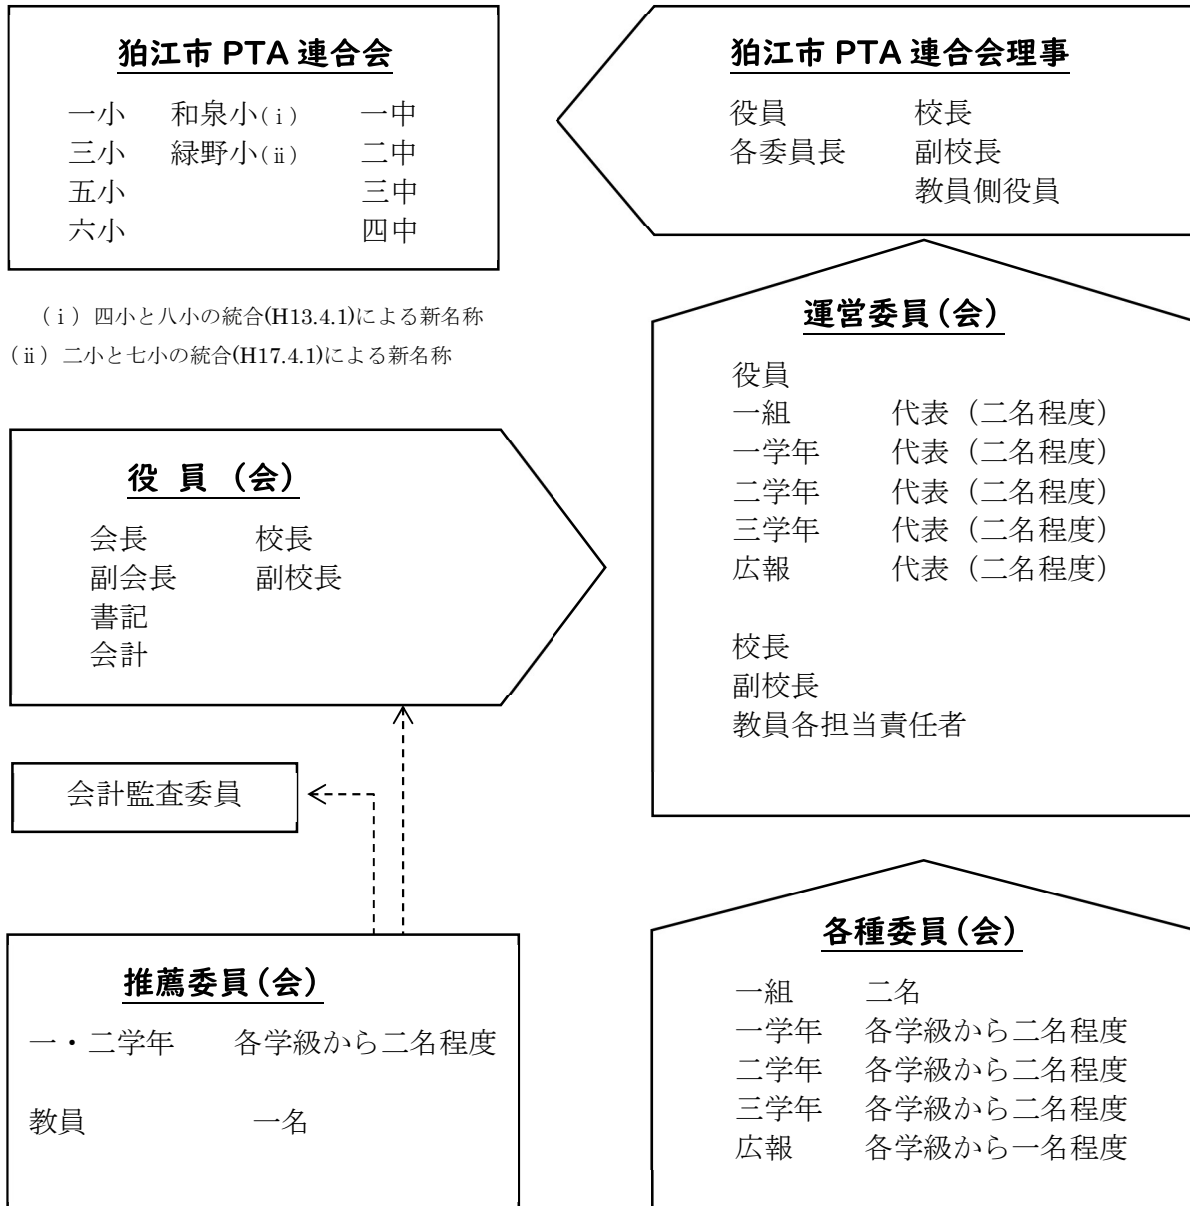 狛江市 PTA 連合会
一小 和泉小(ⅰ) 一中
三小 緑野小(ⅱ) 二中
五小 三中
六小 四中
(ⅰ) 四小と八小の統合(H13.4.1)による新名称
(ⅱ) 二小と七小の統合(H17.4.1)による新名称
狛江市 PTA 連合会理事
役員 校長
各委員長 副校長
教員側役員
運営委員(会)
役員
一組 代表（二名程度）
一学年 代表（二名程度）
二学年 代表（二名程度）
三学年 代表（二名程度）
広報 代表（二名程度）
校長
副校長
教員各担当責任者
役 員 (会)
会長 校長
副会長 副校長
書記
会計
会計監査委員
推薦委員(会)
一・二学年 各学級から二名程度
教員 一名
各種委員(会)
一組 二名
一学年 各学級から二名程度
二学年 各学級から二名程度
三学年 各学級から二名程度
広報 各学級から一名程度